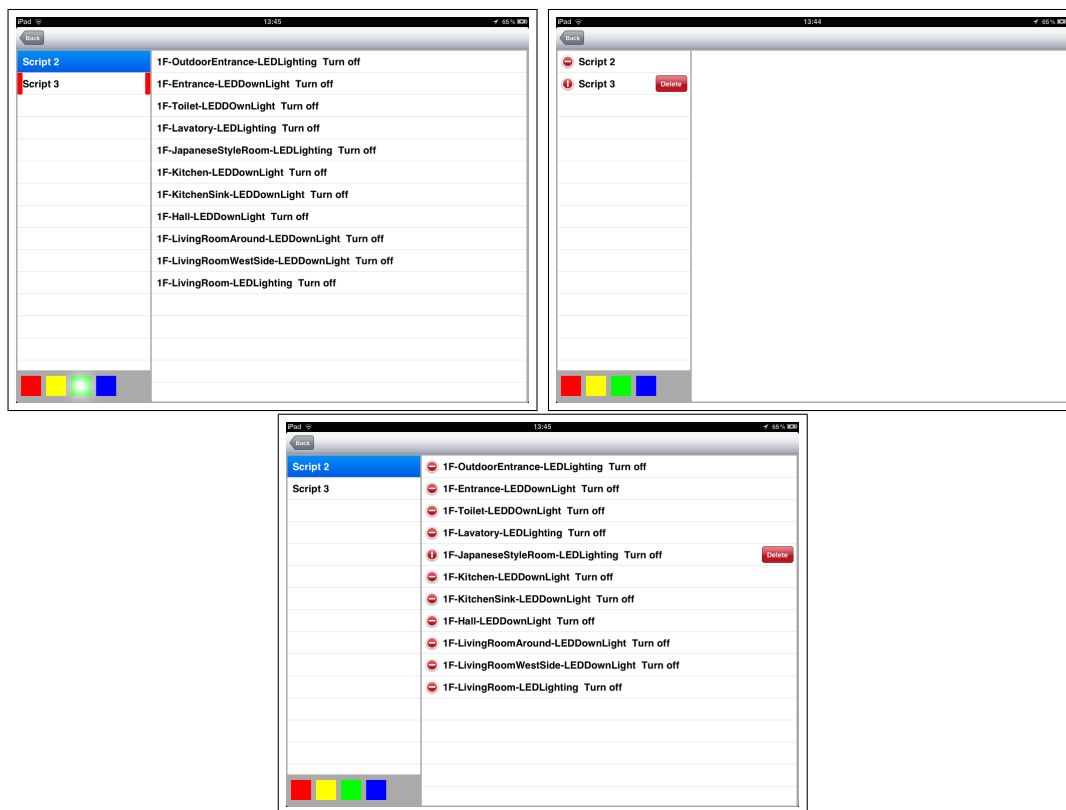 iPad 13:45 65%
Back
Script 2
Script 3
1F-OutdoorEntrance-LEDLighting Turn off
1F-Entrance-LEDDownLight Turn off
1F-Toilet-LEDDOwnLight Turn off
1F-Lavatory-LEDLighting Turn off
1F-JapaneseStyleRoom-LEDLighting Turn off
1F-Kitchen-LEDDownLight Turn off
1F-KitchenSink-LEDDownLight Turn off
1F-Hall-LEDDownLight Turn off
1F-LivingRoomAround-LEDDownLight Turn off
1F-LivingRoomWestSide-LEDDownLight Turn off
1F-LivingRoom-LEDLighting Turn off
iPad 13:44 65%
Back
Script 2
Script 3 Delete
iPad 13:45 65%
Back
Script 2
Script 3
1F-OutdoorEntrance-LEDLighting Turn off
1F-Entrance-LEDDownLight Turn off
1F-Toilet-LEDDOwnLight Turn off
1F-Lavatory-LEDLighting Turn off
1F-JapaneseStyleRoom-LEDLighting Turn off Delete
1F-Kitchen-LEDDownLight Turn off
1F-KitchenSink-LEDDownLight Turn off
1F-Hall-LEDDownLight Turn off
1F-LivingRoomAround-LEDDownLight Turn off
1F-LivingRoomWestSide-LEDDownLight Turn off
1F-LivingRoom-LEDLighting Turn off